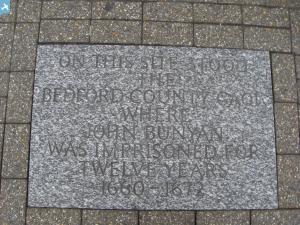 ON THIS SITE STOOD
THE
BEDFORD COUNTY GAOL
WHERE
JOHN BUNYAN
WAS IMPRISONED FOR
TWELVE YEARS
1660-1672